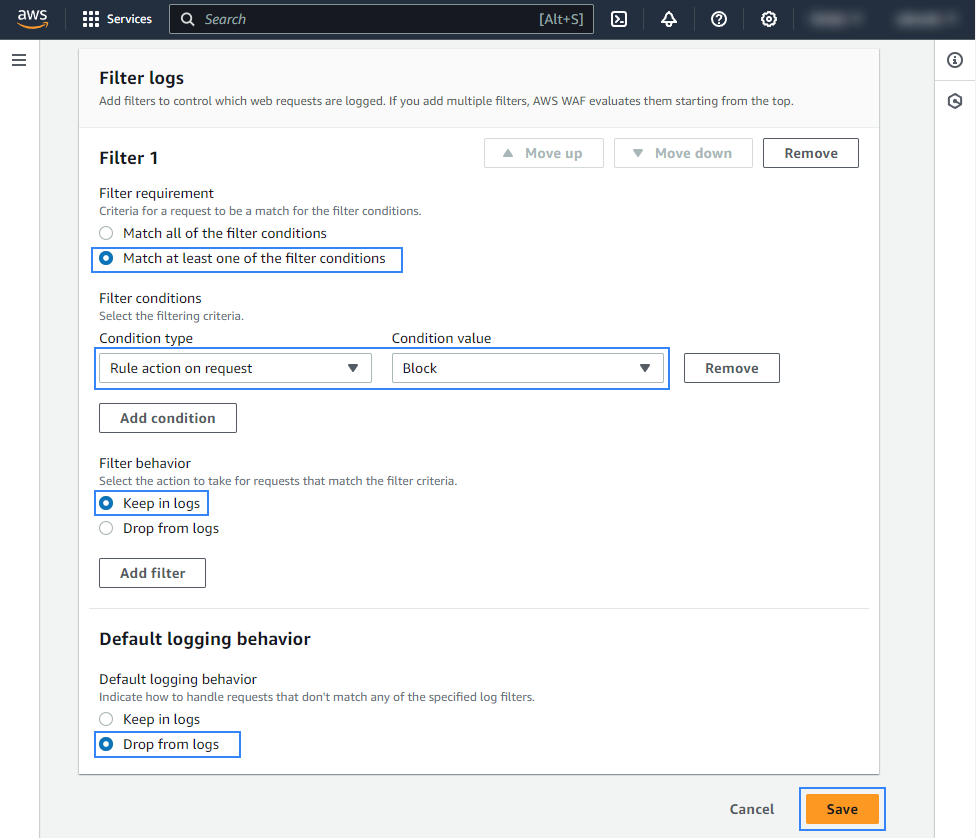 aws Services Search [Alt+S]
Filter logs
Add filters to control which web requests are logged. If you add multiple filters, AWS WAF evaluates them starting from the top.
Filter 1 Move up Move down Remove
Filter requirement
Criteria for a request to be a match for the filter conditions.
Match all of the filter conditions
Match at least one of the filter conditions
Filter conditions
Select the filtering criteria.
Condition type Condition value
Rule action on request Block Remove
Add condition
Filter behavior
Select the action to take for requests that match the filter criteria.
Keep in logs
Drop from logs
Add filter
Default logging behavior
Default logging behavior
Indicate how to handle requests that don't match any of the specified log filters.
Keep in logs
Drop from logs
Cancel Save